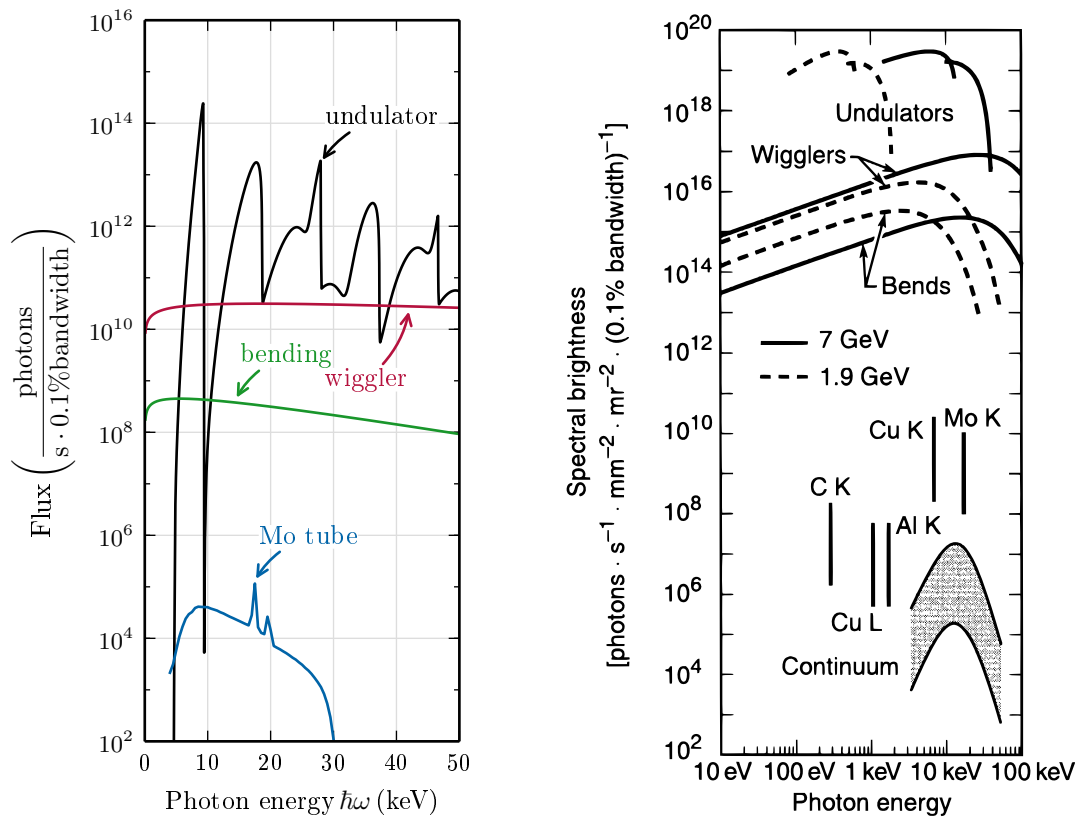 10^16
10^14
10^12
10^10
10^8
10^6
10^4
10^2
0
10
20
30
40
50
Flux (photons / s · 0.1%bandwidth)
Photon energy ℏω (keV)
undulator
bending
wiggler
Mo tube
10^20
10^18
10^16
10^14
10^12
10^10
10^8
10^6
10^4
10^2
10 eV
100 eV
1 keV
10 keV
100 keV
Spectral brightness
[photons · s^−1 · mm^−2 · mr^−2 · (0.1% bandwidth)^−1]
Photon energy
Undulators
Wigglers
Bends
7 GeV
1.9 GeV
Cu K
Mo K
C K
Al K
Cu L
Continuum